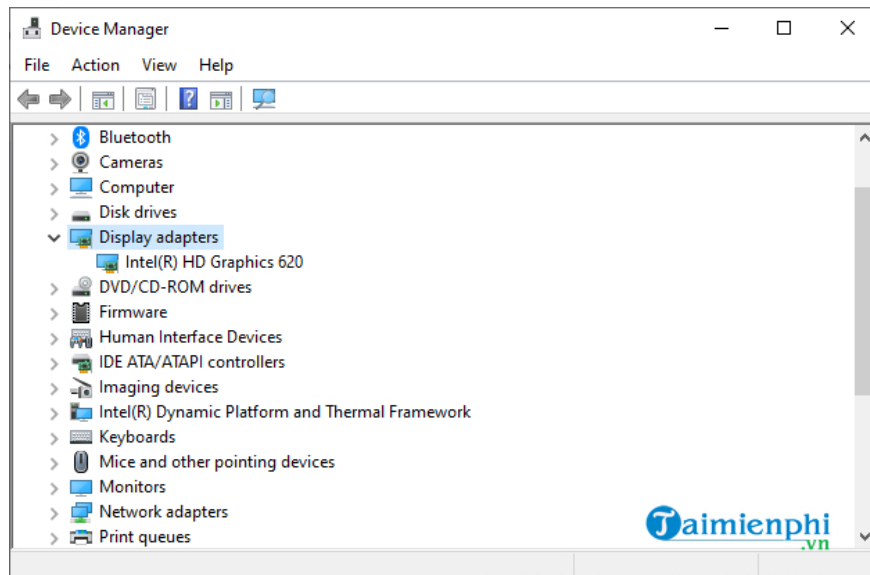 Device Manager
File Action View Help
Bluetooth
Cameras
Computer
Disk drives
Display adapters
Intel(R) HD Graphics 620
DVD/CD-ROM drives
Firmware
Human Interface Devices
IDE ATA/ATAPI controllers
Imaging devices
Intel(R) Dynamic Platform and Thermal Framework
Keyboards
Mice and other pointing devices
Monitors
Network adapters
Print queues
Taimienphi
.vn